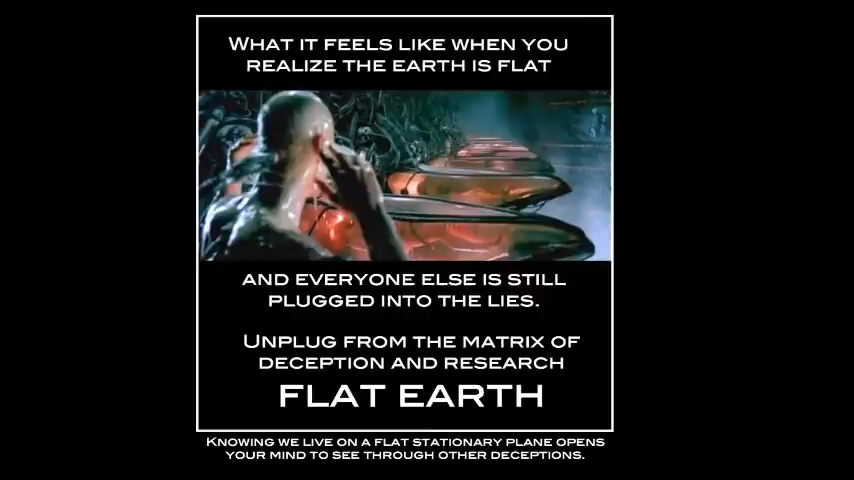 WHAT IT FEELS LIKE WHEN YOU
REALIZE THE EARTH IS FLAT
AND EVERYONE ELSE IS STILL
PLUGGED INTO THE LIES.
UNPLUG FROM THE MATRIX OF
DECEPTION AND RESEARCH
FLAT EARTH
KNOWING WE LIVE ON A FLAT STATIONARY PLANE OPENS
YOUR MIND TO SEE THROUGH OTHER DECEPTIONS.